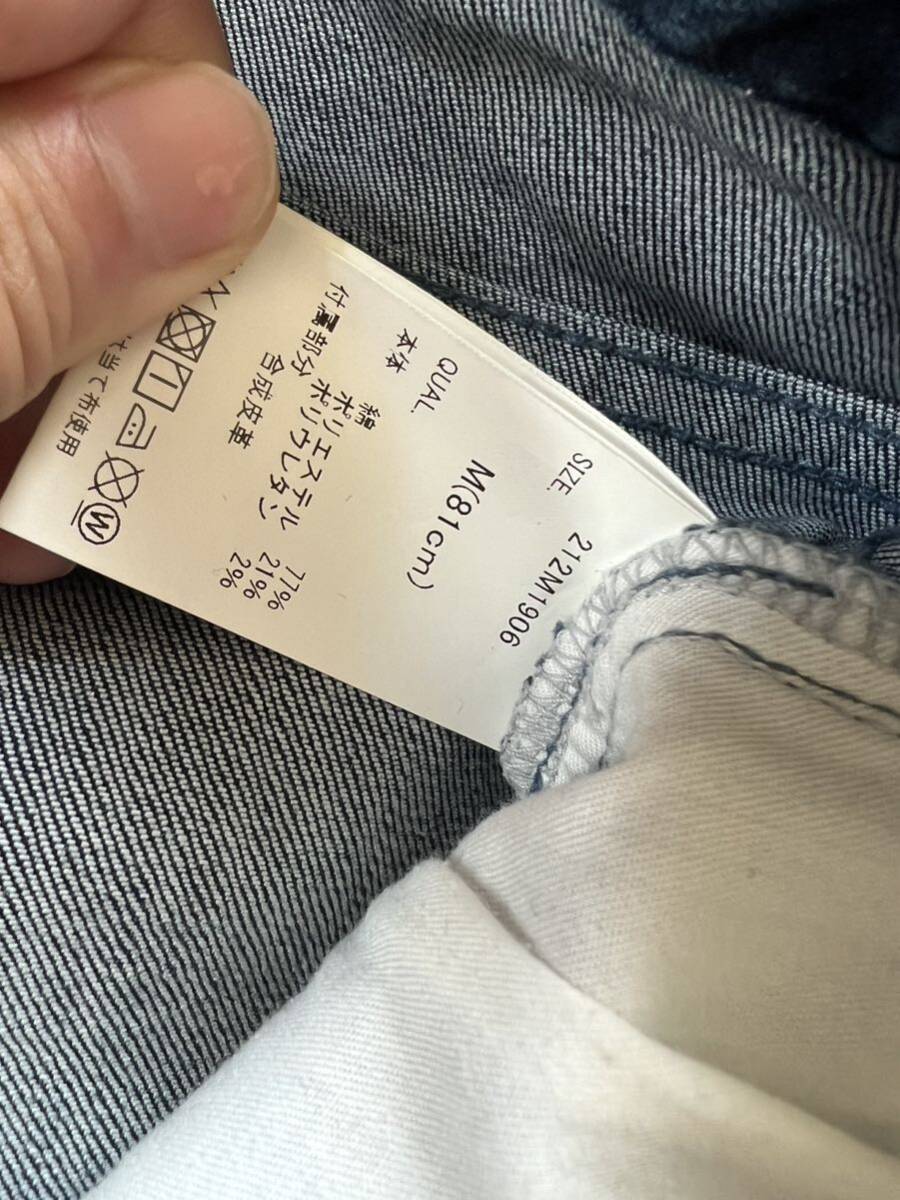 212M1906
SIZE.
M(81cm)
QUAL.
本体
綿 77%
ポリエステル 21%
ポリウレタン 2%
付属部分
合成皮革
当て布使用
W